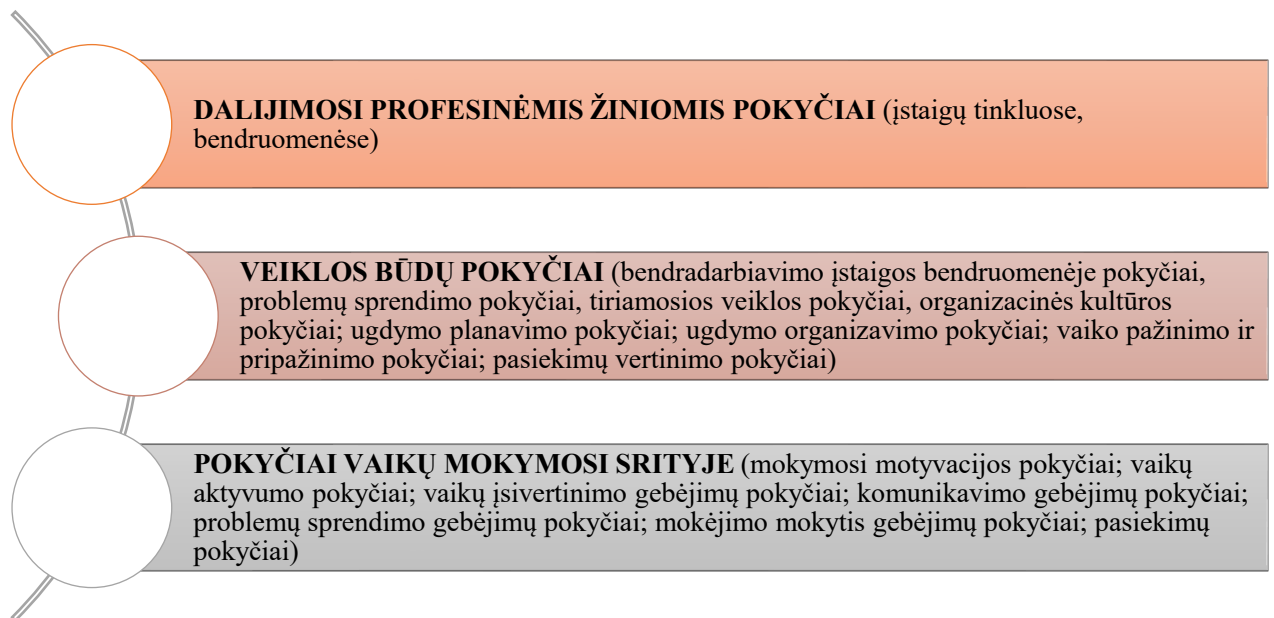 DALIJIMOSI PROFESINĖMIS ŽINIOMIS POKYČIAI (įstaigų tinkluose,
bendruomenėse)
VEIKLOS BŪDŲ POKYČIAI (bendradarbiavimo įstaigos bendruomenėje pokyčiai,
problemų sprendimo pokyčiai, tiriamosios veiklos pokyčiai, organizacinės kultūros
pokyčiai; ugdymo planavimo pokyčiai; ugdymo organizavimo pokyčiai; vaiko pažinimo ir
pripažinimo pokyčiai; pasiekimų vertinimo pokyčiai)
POKYČIAI VAIKŲ MOKYMOSI SRITYJE (mokymosi motyvacijos pokyčiai; vaikų
aktyvumo pokyčiai; vaikų įsivertinimo gebėjimų pokyčiai; komunikavimo gebėjimų pokyčiai;
problemų sprendimo gebėjimų pokyčiai; mokėjimo mokytis gebėjimų pokyčiai; pasiekimų
pokyčiai)